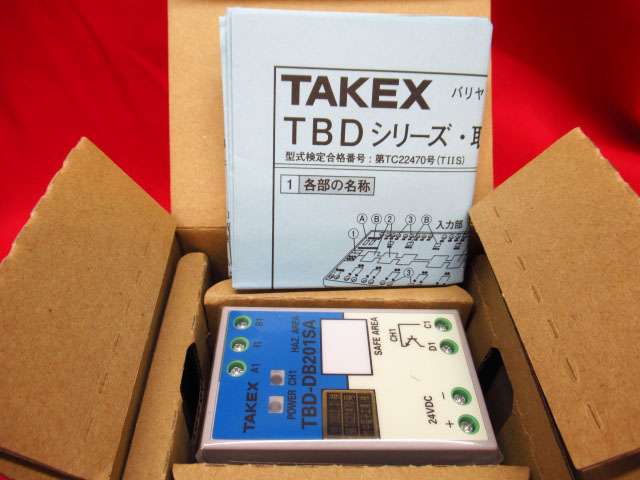 TAKEX バリヤ
TBDシリーズ・取
型式検定合格番号：第TC22470号(TIIS)
1 各部の名称
A B 2 3 B 入力部
1
3
TAKEX
POWER CH1 HAZ AREA
TBD-DB201SA
A1 I1 B1
SAFE AREA
CH1
D1 C1
24VDC
+ -